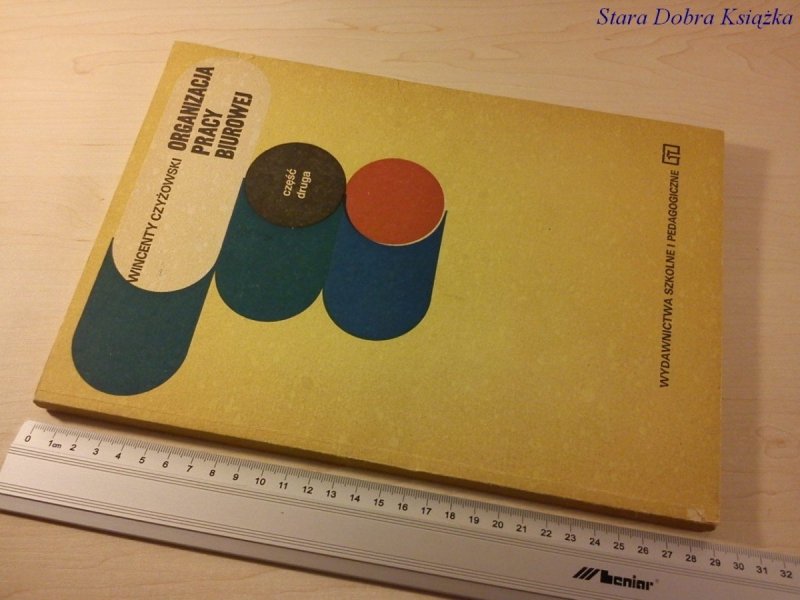 Stara Dobra Książka
WINCENTY CZYŻOWSKI
ORGANIZACJA
PRACY
BIUROWEJ
część
druga
WYDAWNICTWA SZKOLNE I PEDAGOGICZNE
0 1cm 2 3 4 5 6 7 8 9 10 11 12 13 14 15 16 17 18 19 20 21 22 23 24 25 26 27 28 29 30 31 32
leniar